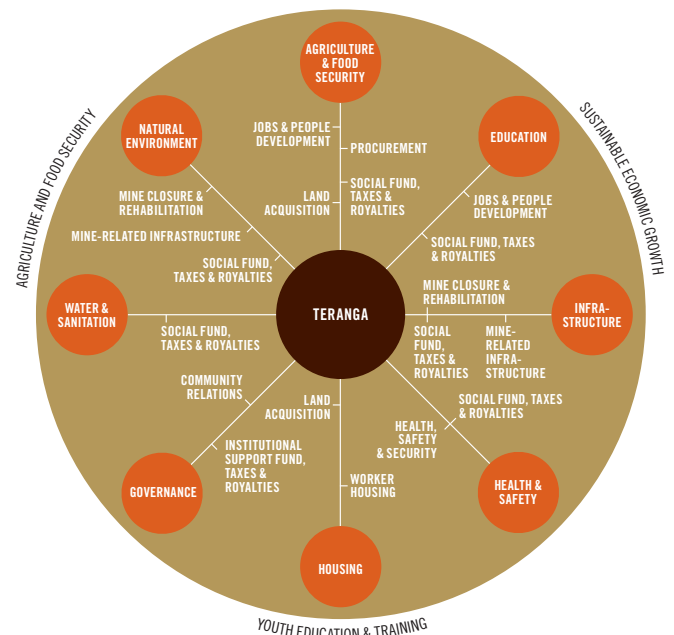 AGRICULTURE
& FOOD
SECURITY
NATURAL
ENVIRONMENT
EDUCATION
AGRICULTURE AND FOOD SECURITY
SUSTAINABLE ECONOMIC GROWTH
JOBS & PEOPLE
DEVELOPMENT
PROCUREMENT
SOCIAL FUND,
TAXES &
ROYALTIES
LAND
ACQUISITION
MINE CLOSURE &
REHABILITATION
MINE-RELATED INFRASTRUCTURE
SOCIAL FUND,
TAXES & ROYALTIES
JOBS & PEOPLE
DEVELOPMENT
SOCIAL FUND, TAXES
& ROYALTIES
WATER &
SANITATION
SOCIAL FUND,
TAXES & ROYALTIES
TERANGA
MINE CLOSURE &
REHABILITATION
SOCIAL
FUND,
TAXES &
ROYALTIES
MINE-
RELATED
INFRA-
STRUCTURE
INFRA-
STRUCTURE
COMMUNITY
RELATIONS
INSTITUTIONAL
SUPPORT FUND,
TAXES &
ROYALTIES
LAND
ACQUISITION
WORKER
HOUSING
SOCIAL FUND, TAXES
& ROYALTIES
HEALTH,
SAFETY
& SECURITY
GOVERNANCE
HOUSING
HEALTH &
SAFETY
YOUTH EDUCATION & TRAINING